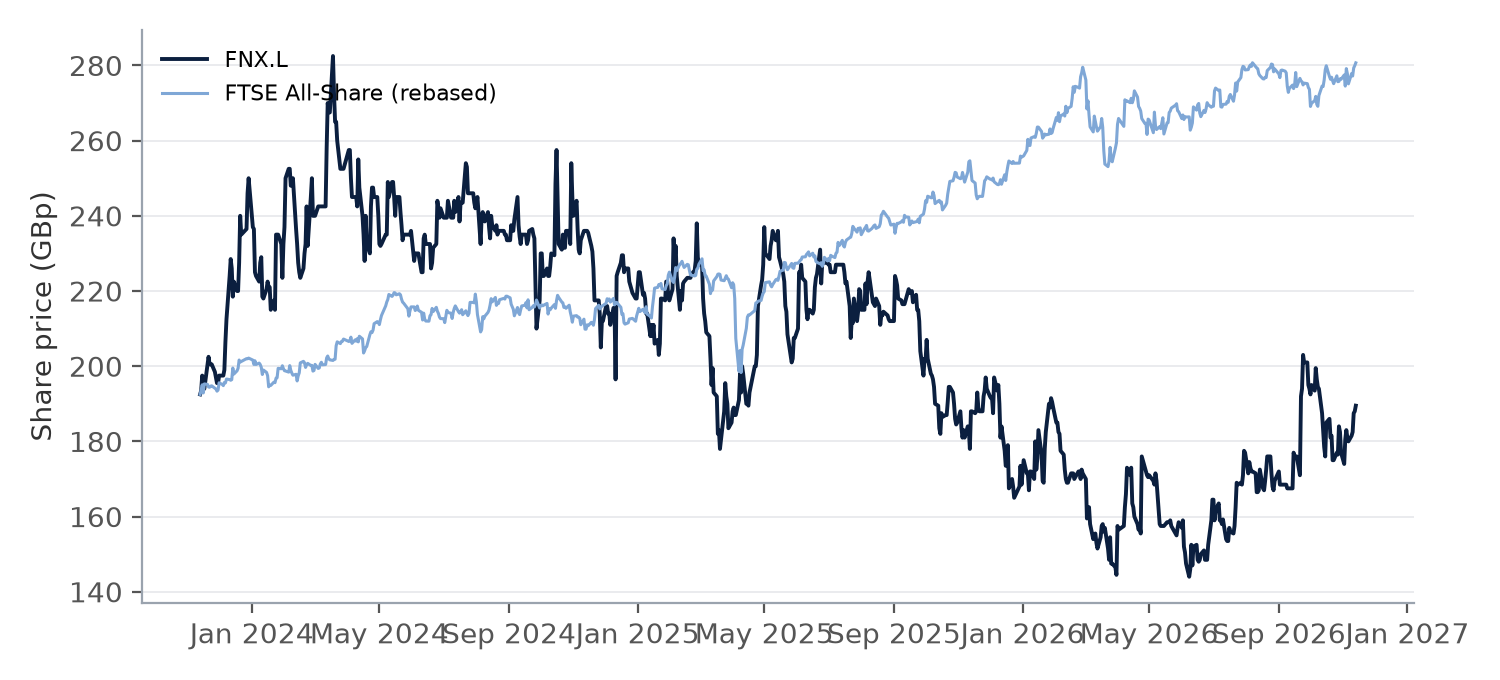 FNX.L
FTSE All-Share (rebased)
Share price (GBp)
280
260
240
220
200
180
160
140
Jan 2024 May 2024 Sep 2024 Jan 2025 May 2025 Sep 2025 Jan 2026 May 2026 Sep 2026 Jan 2027